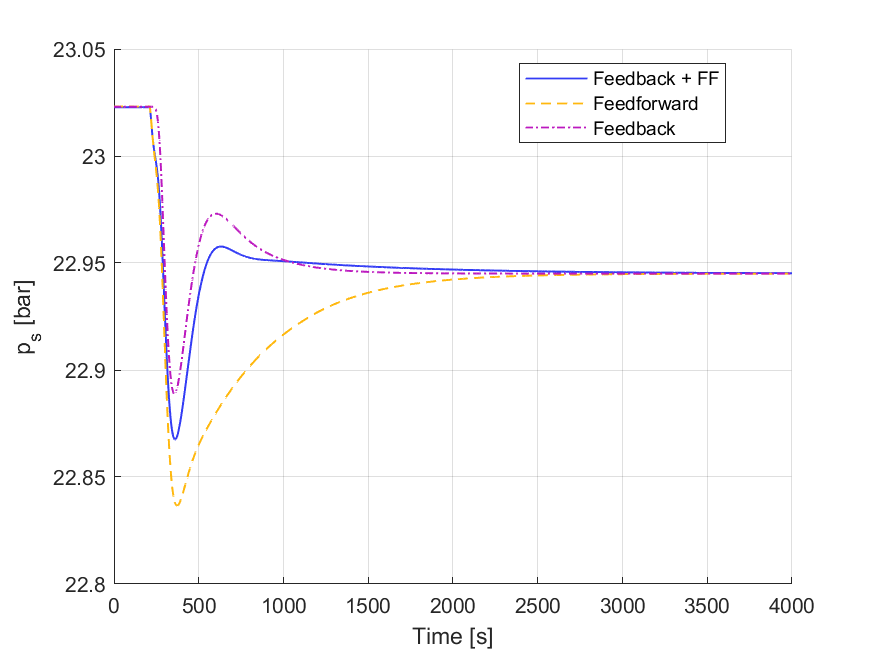 23.05
23
22.95
22.9
22.85
22.8
p_s [bar]
Feedback + FF
Feedforward
Feedback
0 500 1000 1500 2000 2500 3000 3500 4000
Time [s]